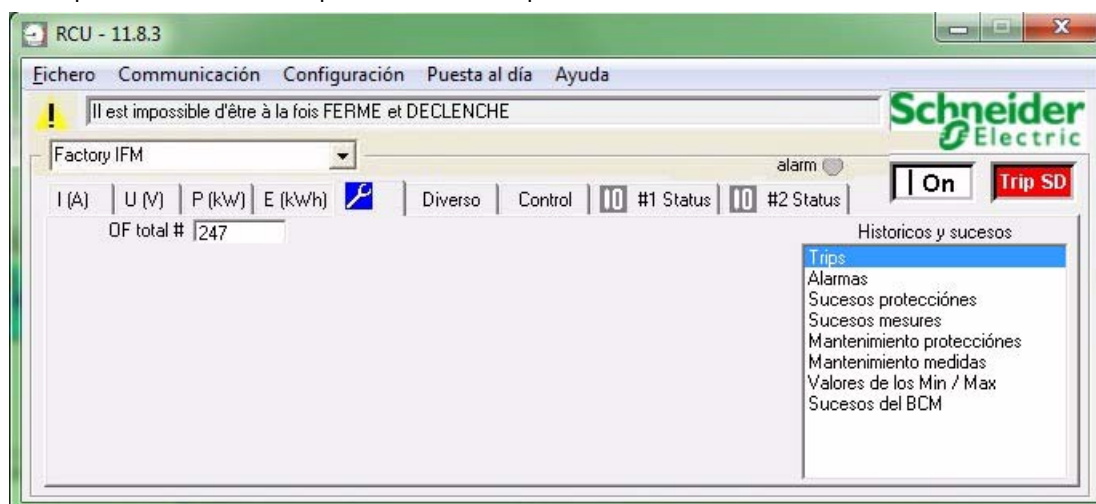 RCU - 11.8.3
Fichero Communicación Configuración Puesta al día Ayuda
Il est impossible d'être à la fois FERME et DECLENCHE
Schneider
Electric
Factory IFM
alarm
On Trip SD
I (A) U (V) P (kW) E (kWh) Diverso Control IO #1 Status IO #2 Status
OF total # 247
Historicos y sucesos
Trips
Alarmas
Sucesos protecciónes
Sucesos mesures
Mantenimiento protecciónes
Mantenimiento medidas
Valores de los Min / Max
Sucesos del BCM